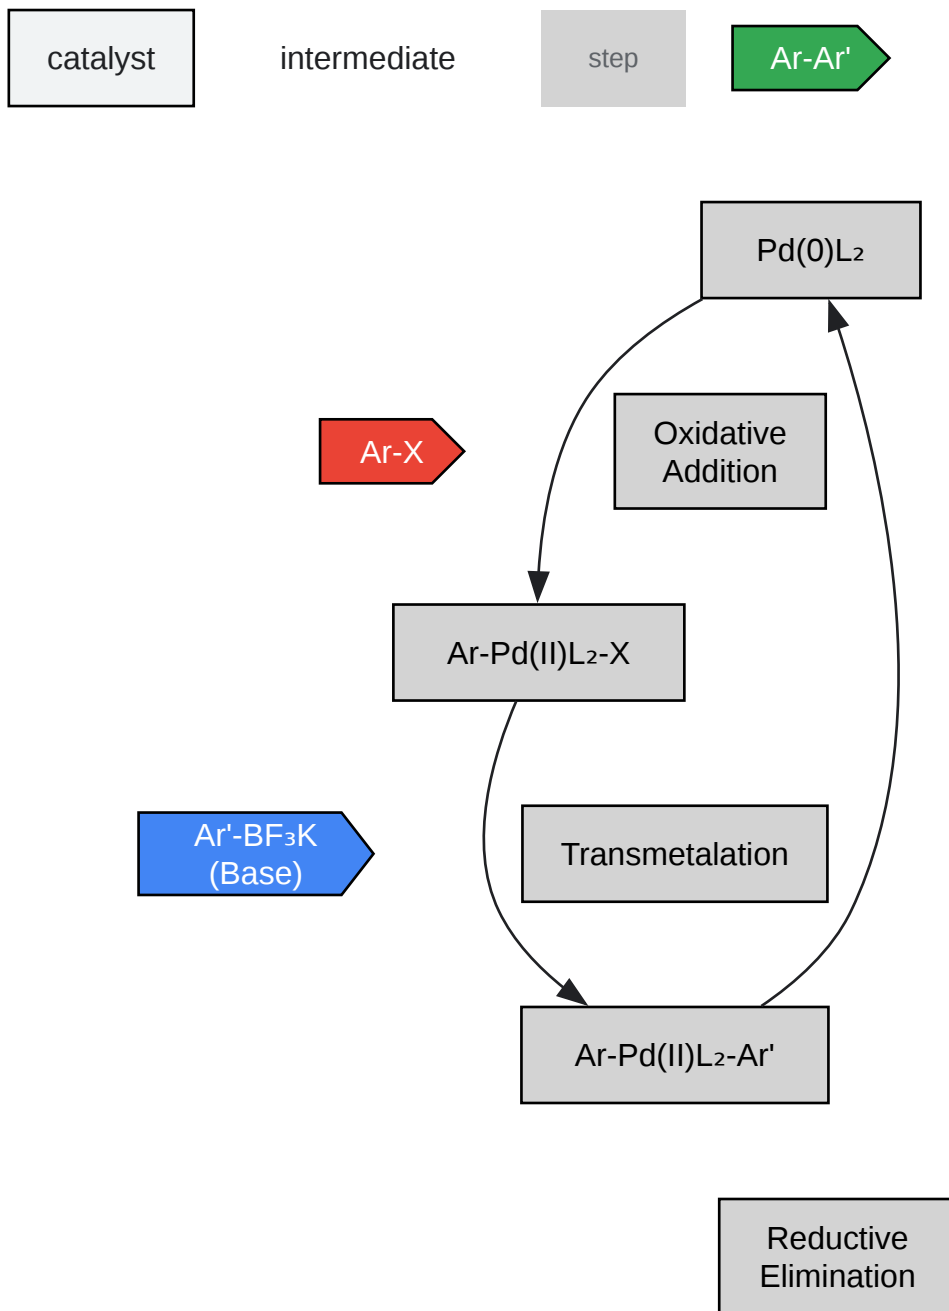 catalyst
intermediate
step
Ar-Ar'
Pd(0)L₂
Oxidative
Addition
Ar-X
Ar-Pd(II)L₂-X
Ar'-BF₃K
(Base)
Transmetalation
Ar-Pd(II)L₂-Ar'
Reductive
Elimination